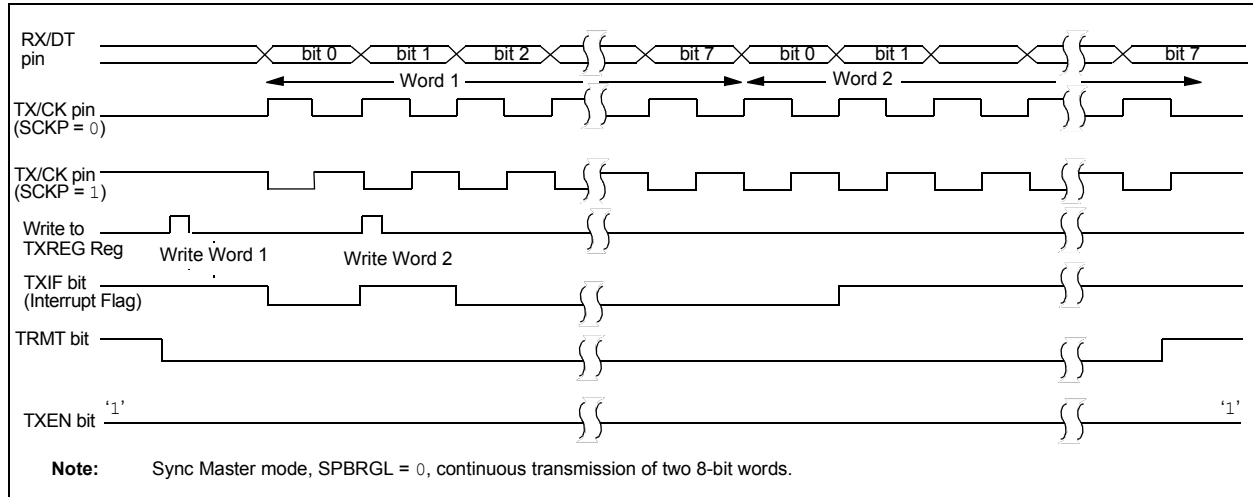 RX/DT
pin
bit 0 bit 1 bit 2 bit 7 bit 0 bit 1 bit 7
Word 1 Word 2
TX/CK pin
(SCKP = 0)
TX/CK pin
(SCKP = 1)
Write to
TXREG Reg
Write Word 1 Write Word 2
TXIF bit
(Interrupt Flag)
TRMT bit
‘1’ ‘1’
TXEN bit
Note: Sync Master mode, SPBRGL = 0, continuous transmission of two 8-bit words.